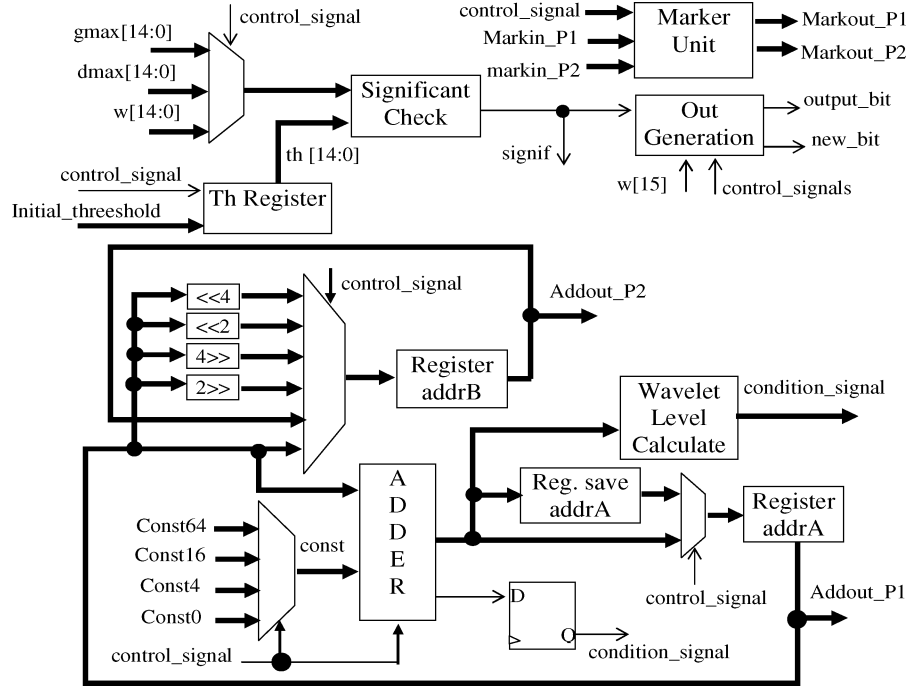 control_signal
gmax[14:0]
dmax[14:0]
w[14:0]
Significant
Check
th [14:0]
control_signal
Initial_threeshold
Th Register
signif
control_signal
Markin_P1
markin_P2
Marker
Unit
Markout_P1
Markout_P2
Out
Generation
output_bit
new_bit
w[15]
control_signals
<<4
<<2
4>>
2>>
control_signal
Register
addrB
Addout_P2
Wavelet
Level
Calculate
condition_signal
A
D
D
E
R
Reg. save
addrA
Register
addrA
control_signal
Addout_P1
Const64
Const16
Const4
Const0
const
control_signal
D
Q
condition_signal